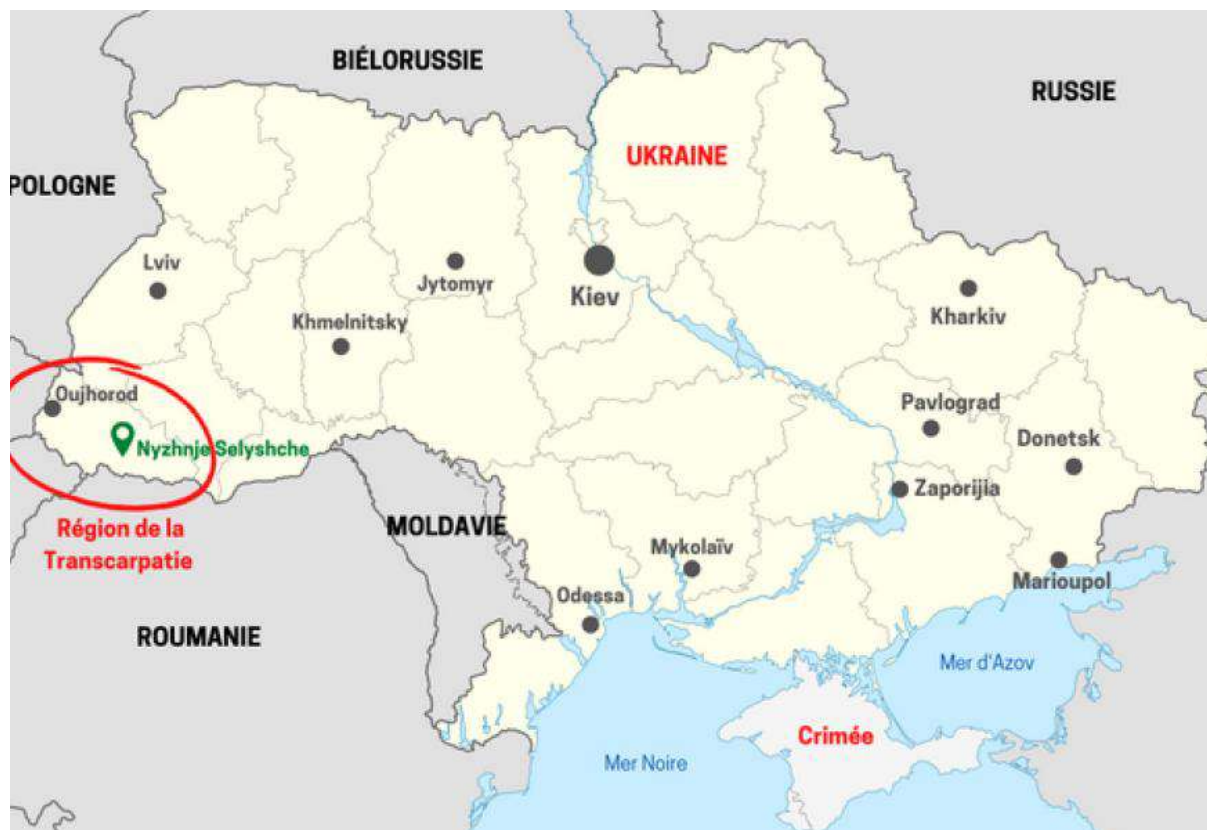 BIÉLORUSSIE
RUSSIE
UKRAINE
POLOGNE
Lviv
Jytomyr
Kiev
Khmelnitsky
Kharkiv
Oujhorod
Pavlograd
Nyzhnje Selyshche
Donetsk
Zaporijia
Région de la
Transcarpatie
MOLDAVIE
Mykolaïv
Marioupol
Odessa
ROUMANIE
Mer d'Azov
Crimée
Mer Noire